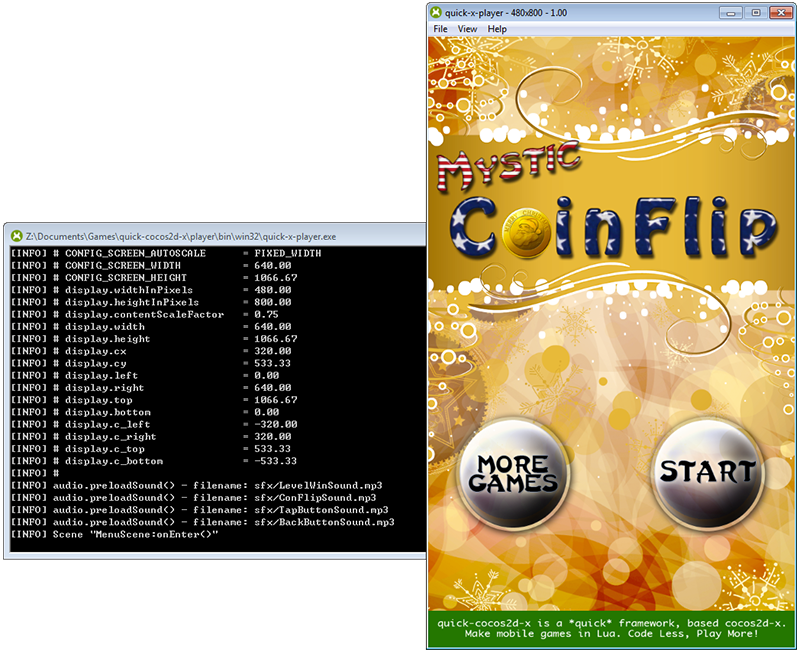 quick-x-player - 480x800 - 1.00
File View Help
MYSTIC
CoinFlip
MORE
GAMES
START
quick-cocos2d-x is a *quick* framework, based cocos2d-x.
Make mobile games in Lua. Code Less, Play More!
Z:\Documents\Games\quick-cocos2d-x\player\bin\win32\quick-x-player.exe
[INFO] # CONFIG_SCREEN_AUTOSCALE = FIXED_WIDTH
[INFO] # CONFIG_SCREEN_WIDTH = 640.00
[INFO] # CONFIG_SCREEN_HEIGHT = 1066.67
[INFO] # display.widthInPixels = 480.00
[INFO] # display.heightInPixels = 800.00
[INFO] # display.contentScaleFactor = 0.75
[INFO] # display.width = 640.00
[INFO] # display.height = 1066.67
[INFO] # display.cx = 320.00
[INFO] # display.cy = 533.33
[INFO] # display.left = 0.00
[INFO] # display.right = 640.00
[INFO] # display.top = 1066.67
[INFO] # display.bottom = 0.00
[INFO] # display.c_left = -320.00
[INFO] # display.c_right = 320.00
[INFO] # display.c_top = 533.33
[INFO] # display.c_bottom = -533.33
[INFO] #
[INFO] audio.preloadSound() - filename: sfx/LevelWinSound.mp3
[INFO] audio.preloadSound() - filename: sfx/ConFlipSound.mp3
[INFO] audio.preloadSound() - filename: sfx/TapButtonSound.mp3
[INFO] audio.preloadSound() - filename: sfx/BackButtonSound.mp3
[INFO] Scene "MenuScene:onEnter()"